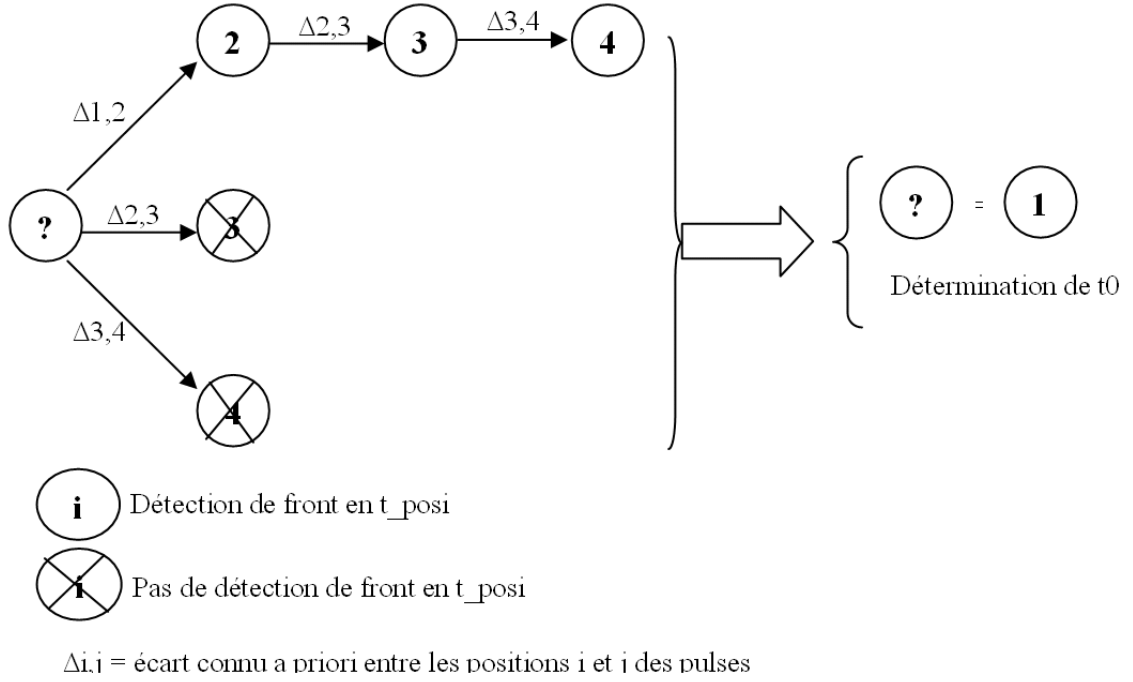 2
Δ2,3
3
Δ3,4
4
Δ1,2
?
Δ2,3
3
Δ3,4
4
? = 1
Détermination de t0
i Détection de front en t_posi
i Pas de détection de front en t_posi
Δi,j = écart connu a priori entre les positions i et j des pulses